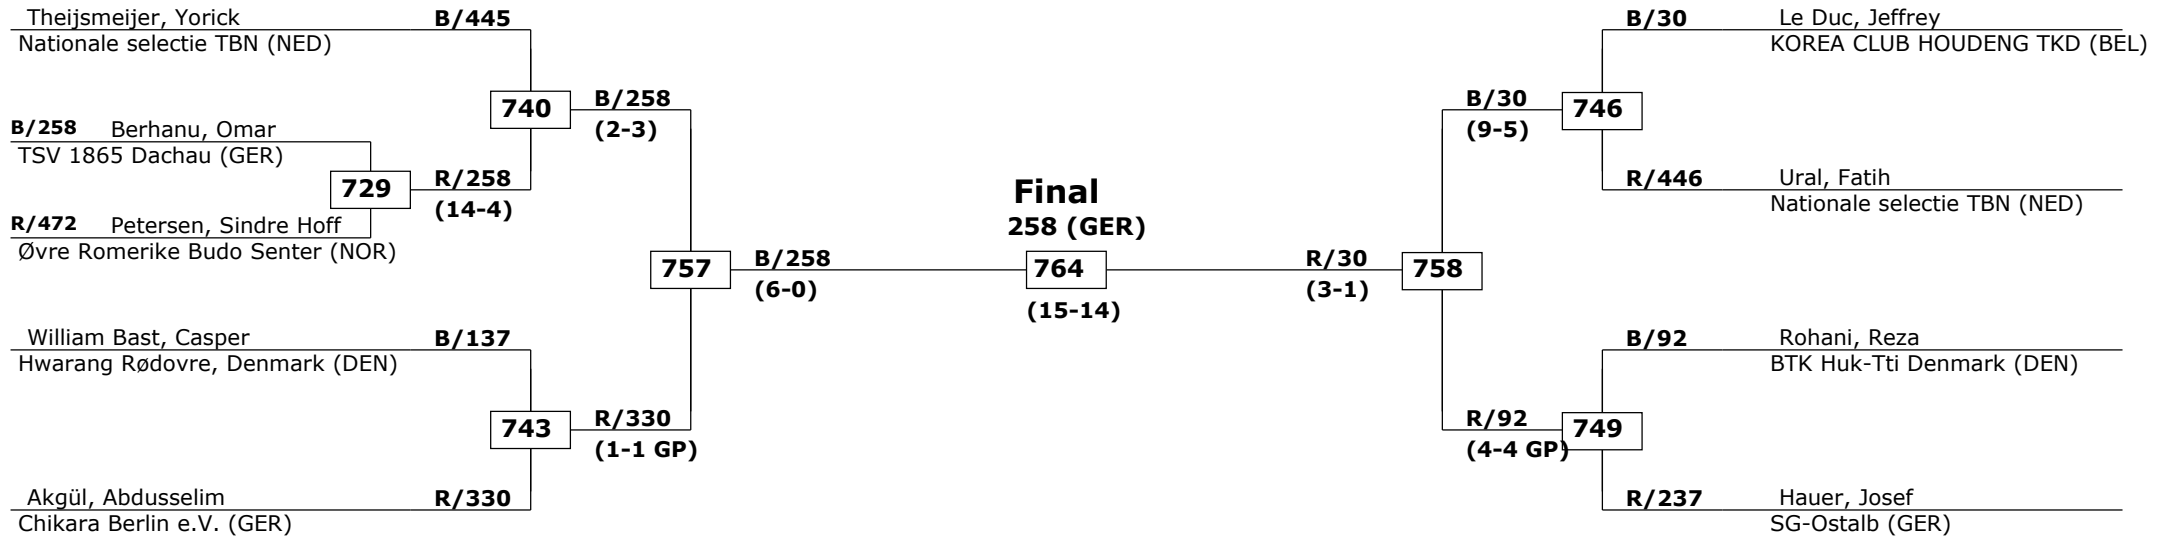 Theijsmeijer, Yorick B/445
Nationale selectie TBN (NED)
740
B/258
(2-3)
B/258 Berhanu, Omar
TSV 1865 Dachau (GER)
729
R/258
(14-4)
R/472 Petersen, Sindre Hoff
Øvre Romerike Budo Senter (NOR)
757
B/258
(6-0)
William Bast, Casper B/137
Hwarang Rødovre, Denmark (DEN)
743
R/330
(1-1 GP)
Akgül, Abdusselim R/330
Chikara Berlin e.V. (GER)
Final
258 (GER)
764
(15-14)
B/30 Le Duc, Jeffrey
KOREA CLUB HOUDENG TKD (BEL)
B/30
(9-5)
746
R/446 Ural, Fatih
Nationale selectie TBN (NED)
R/30
(3-1)
758
B/92 Rohani, Reza
BTK Huk-Tti Denmark (DEN)
R/92
(4-4 GP)
749
R/237 Hauer, Josef
SG-Ostalb (GER)